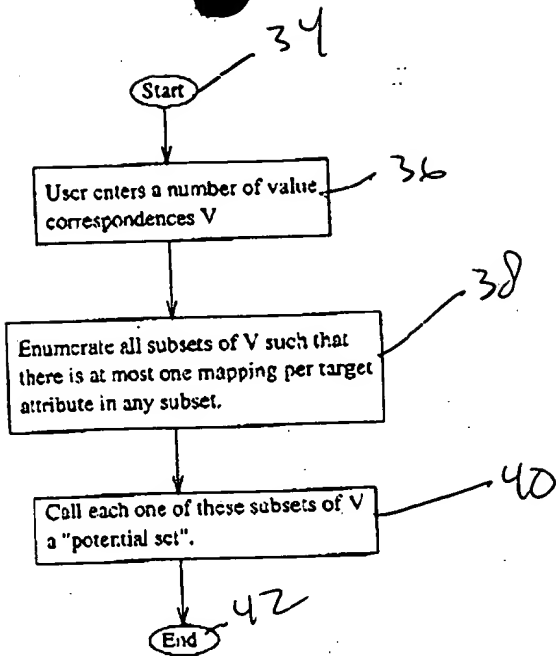 34
Start
36
User enters a number of value
correspondences V
38
Enumerate all subsets of V such that
there is at most one mapping per target
attribute in any subset.
40
Call each one of these subsets of V
a "potential set".
42
End